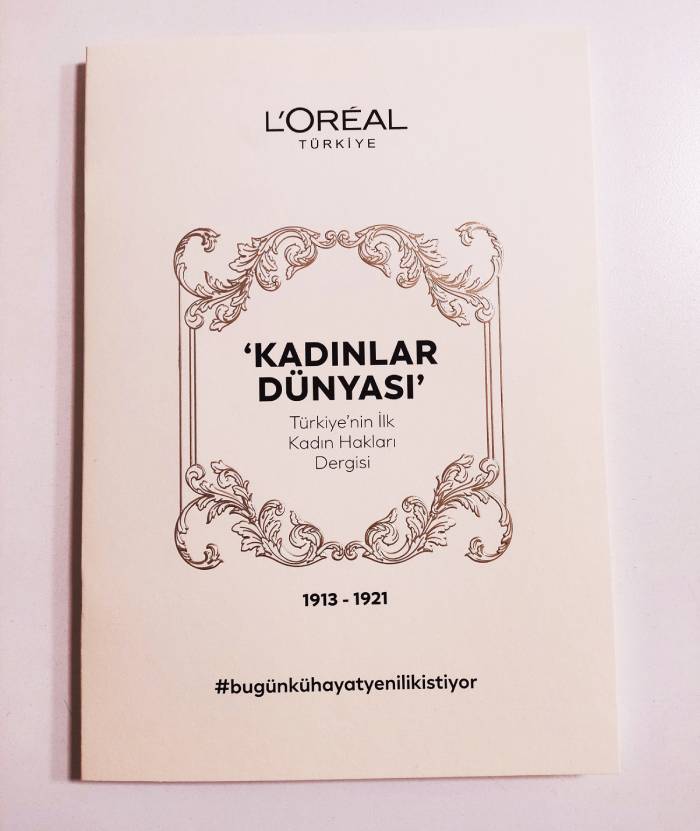 L'ORÉAL
TÜRKİYE
‘KADINLAR
DÜNYASI’
Türkiye'nin İlk
Kadın Hakları
Dergisi
1913 - 1921
#bugünkühayatyenilikistiyor